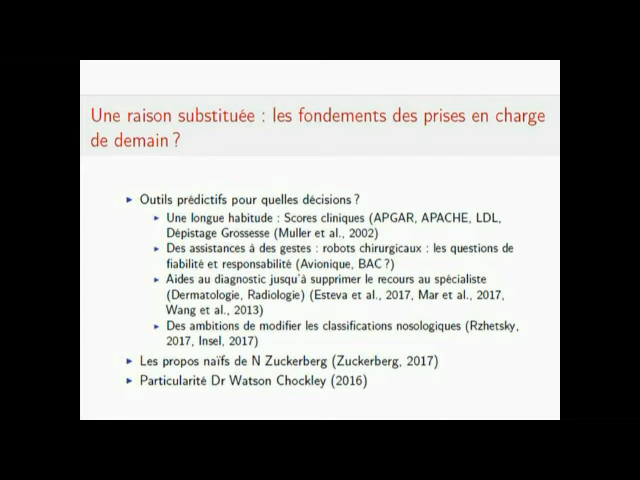 Une raison substituée : les fondements des prises en charge
de demain ?
Outils prédictifs pour quelles décisions ?
Une longue habitude : Scores cliniques (APGAR, APACHE, LDL,
Dépistage Grossesse (Muller et al., 2002)
Des assistances à des gestes : robots chirurgicaux : les questions de
fiabilité et responsabilité (Avionique, BAC ?)
Aides au diagnostic jusqu'à supprimer le recours au spécialiste
(Dermatologie, Radiologie) (Esteva et al., 2017, Mar et al., 2017,
Wang et al., 2013)
Des ambitions de modifier les classifications nosologiques (Rzhetsky,
2017, Insel, 2017)
Les propos naïfs de N Zuckerberg (Zuckerberg, 2017)
Particularité Dr Watson Chockley (2016)